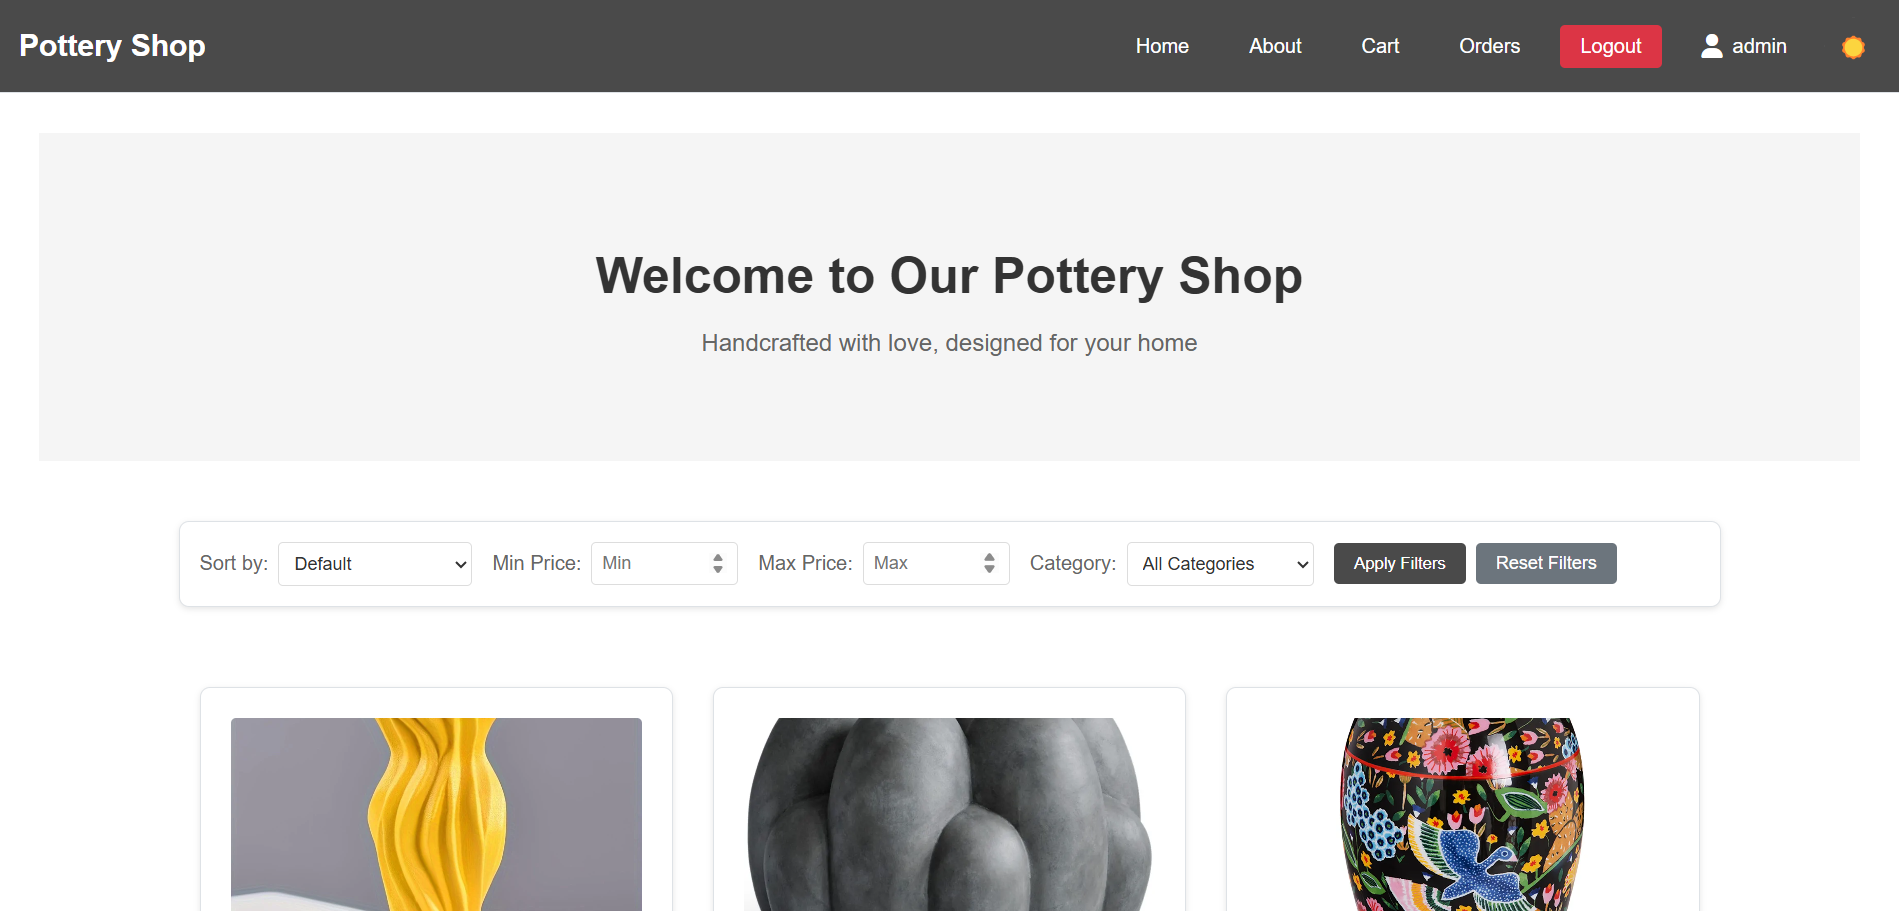 Pottery Shop
Home
About
Cart
Orders
Logout
admin
Welcome to Our Pottery Shop
Handcrafted with love, designed for your home
Sort by:
Default
Min Price:
Min
Max Price:
Max
Category:
All Categories
Apply Filters
Reset Filters